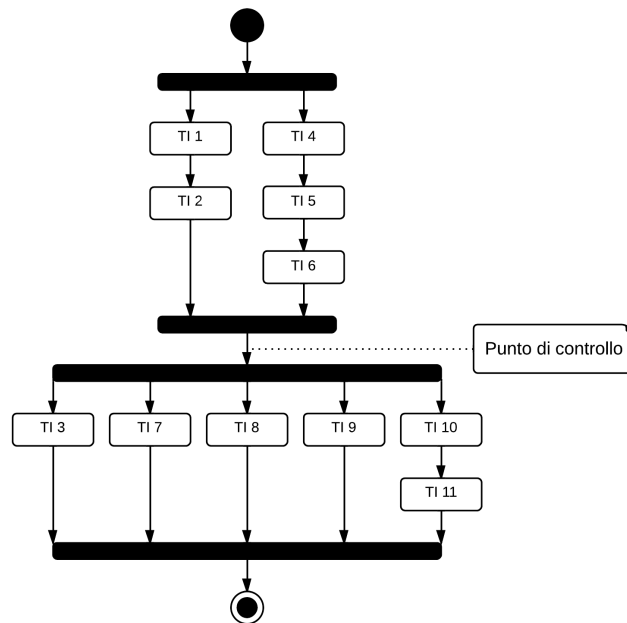 TI 1
TI 4
TI 2
TI 5
TI 6
Punto di controllo
TI 3
TI 7
TI 8
TI 9
TI 10
TI 11